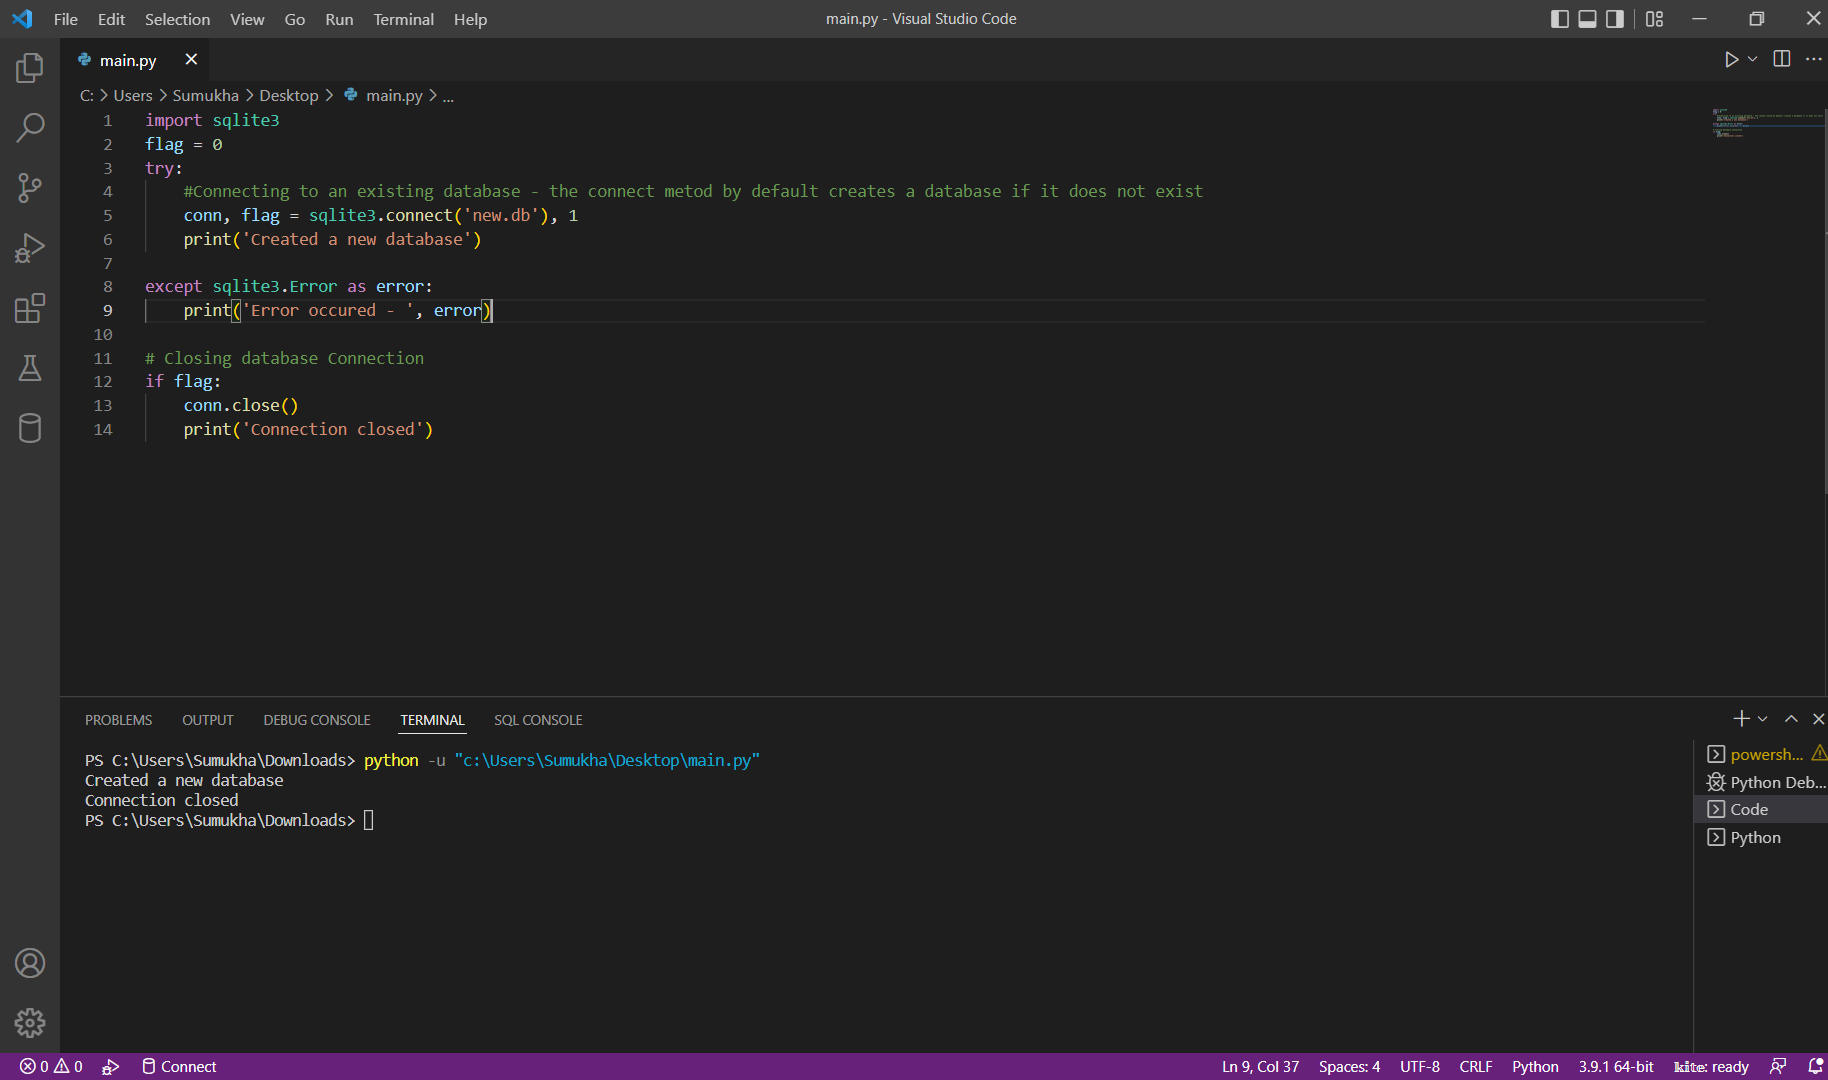 File Edit Selection View Go Run Terminal Help
main.py - Visual Studio Code
main.py
C: > Users > Sumukha > Desktop > main.py > ...
1 import sqlite3
2 flag = 0
3 try:
4 #Connecting to an existing database - the connect metod by default creates a database if it does not exist
5 conn, flag = sqlite3.connect('new.db'), 1
6 print('Created a new database')
7
8 except sqlite3.Error as error:
9 print('Error occured - ', error)
10
11 # Closing database Connection
12 if flag:
13 conn.close()
14 print('Connection closed')
PROBLEMS OUTPUT DEBUG CONSOLE TERMINAL SQL CONSOLE
PS C:\Users\Sumukha\Downloads> python -u "c:\Users\Sumukha\Desktop\main.py"
Created a new database
Connection closed
PS C:\Users\Sumukha\Downloads>
powersh...
Python Deb...
Code
Python
0 0 Connect
Ln 9, Col 37 Spaces: 4 UTF-8 CRLF Python 3.9.1 64-bit kite: ready